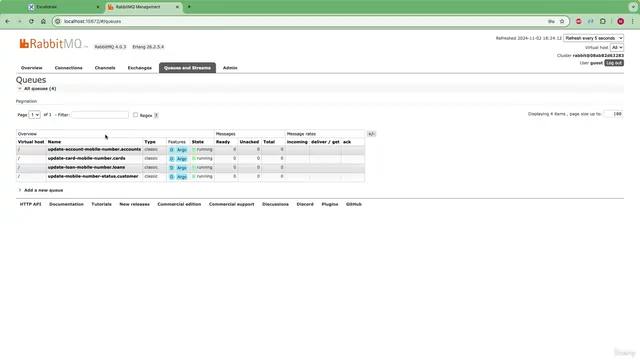 Excalidraw
RabbitMQ Management
localhost:15672/#/queues
RabbitMQ
RabbitMQ 4.0.3 Erlang 26.2.5.4
Refreshed 2024-11-02 18:24:12 Refresh every 5 seconds
Virtual host All
Cluster rabbit@08ab82d63283
User guest Log out
Overview Connections Channels Exchanges Queues and Streams Admin
Queues
All queues (4)
Pagination
Page 1 of 1 - Filter: Regex ?
Displaying 4 items , page size up to: 100
Overview Messages Message rates +/-
Virtual host Name Type Features State Ready Unacked Total incoming deliver / get ack
/ update-account-mobile-number.accounts classic D Args running 0 0 0
/ update-card-mobile-number.cards classic D Args running 0 0 0
/ update-loan-mobile-number.loans classic D Args running 0 0 0
/ update-mobile-number-status.customer classic D Args running 0 0 0
Add a new queue
HTTP API Documentation Tutorials New releases Commercial edition Commercial support Discussions Discord Plugins GitHub